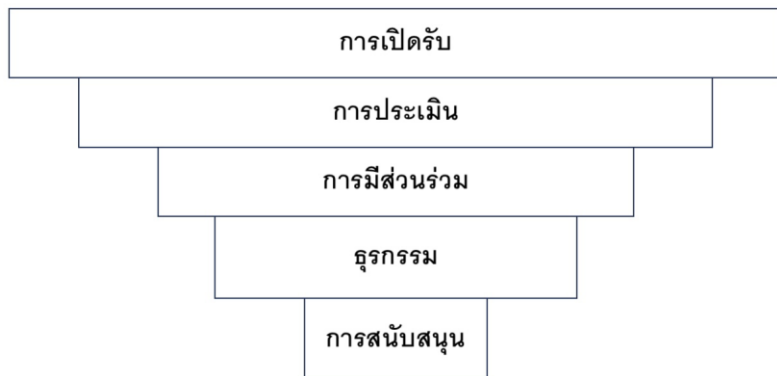 การเปิดรับ
การประเมิน
การมีส่วนร่วม
ธุรกรรม
การสนับสนุน